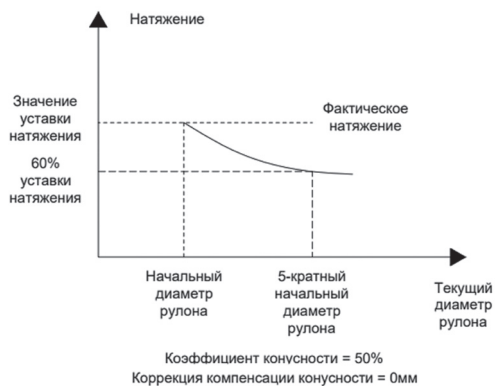 Натяжение
Значение
уставки
натяжения
Фактическое
натяжение
60%
уставки
натяжения
Начальный
диаметр
рулона
5-кратный
начальный
диаметр
рулона
Текущий
диаметр
рулона
Коэффициент конусности = 50%
Коррекция компенсации конусности = 0мм